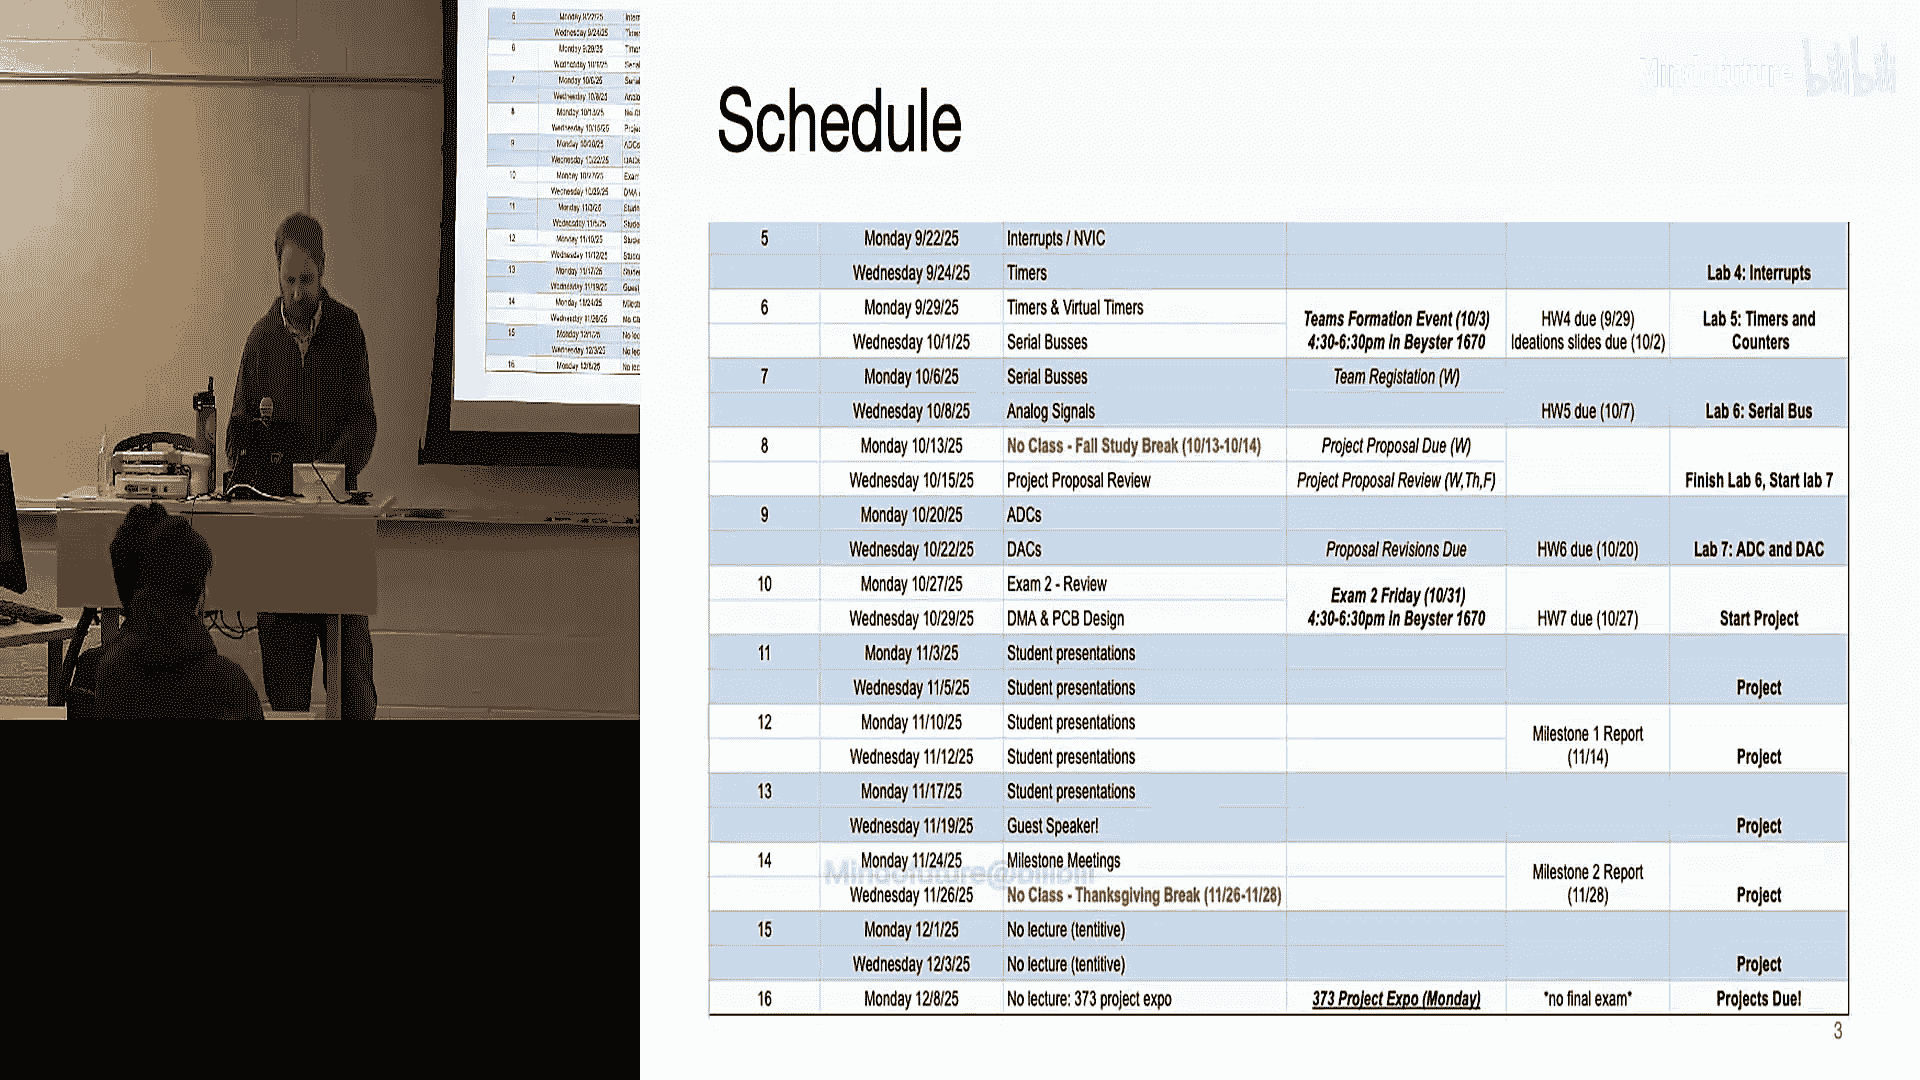 Mindofuture bilibili
Schedule
5 Monday 9/22/25 Interrupts / NVIC
Wednesday 9/24/25 Timers Lab 4: Interrupts
6 Monday 9/29/25 Timers & Virtual Timers
Wednesday 10/1/25 Serial Busses
Teams Formation Event (10/3)
4:30-6:30pm in Beyster 1670
HW4 due (9/29)
Ideations slides due (10/2)
Lab 5: Timers and
Counters
7 Monday 10/6/25 Serial Busses Team Registation (W)
Wednesday 10/8/25 Analog Signals HW5 due (10/7) Lab 6: Serial Bus
8 Monday 10/13/25 No Class - Fall Study Break (10/13-10/14) Project Proposal Due (W)
Wednesday 10/15/25 Project Proposal Review Project Proposal Review (W,Th,F) Finish Lab 6, Start lab 7
9 Monday 10/20/25 ADCs
Wednesday 10/22/25 DACs Proposal Revisions Due HW6 due (10/20) Lab 7: ADC and DAC
10 Monday 10/27/25 Exam 2 - Review
Wednesday 10/29/25 DMA & PCB Design
Exam 2 Friday (10/31)
4:30-6:30pm in Beyster 1670
HW7 due (10/27) Start Project
11 Monday 11/3/25 Student presentations
Wednesday 11/5/25 Student presentations Project
12 Monday 11/10/25 Student presentations
Wednesday 11/12/25 Student presentations
Milestone 1 Report
(11/14)
Project
13 Monday 11/17/25 Student presentations
Wednesday 11/19/25 Guest Speaker! Project
14 Monday 11/24/25 Milestone Meetings
Mindofuture@bilibili
Wednesday 11/26/25 No Class - Thanksgiving Break (11/26-11/28)
Milestone 2 Report
(11/28)
Project
15 Monday 12/1/25 No lecture (tentitive)
Wednesday 12/3/25 No lecture (tentitive) Project
16 Monday 12/8/25 No lecture: 373 project expo 373 Project Expo (Monday) *no final exam* Projects Due!
3